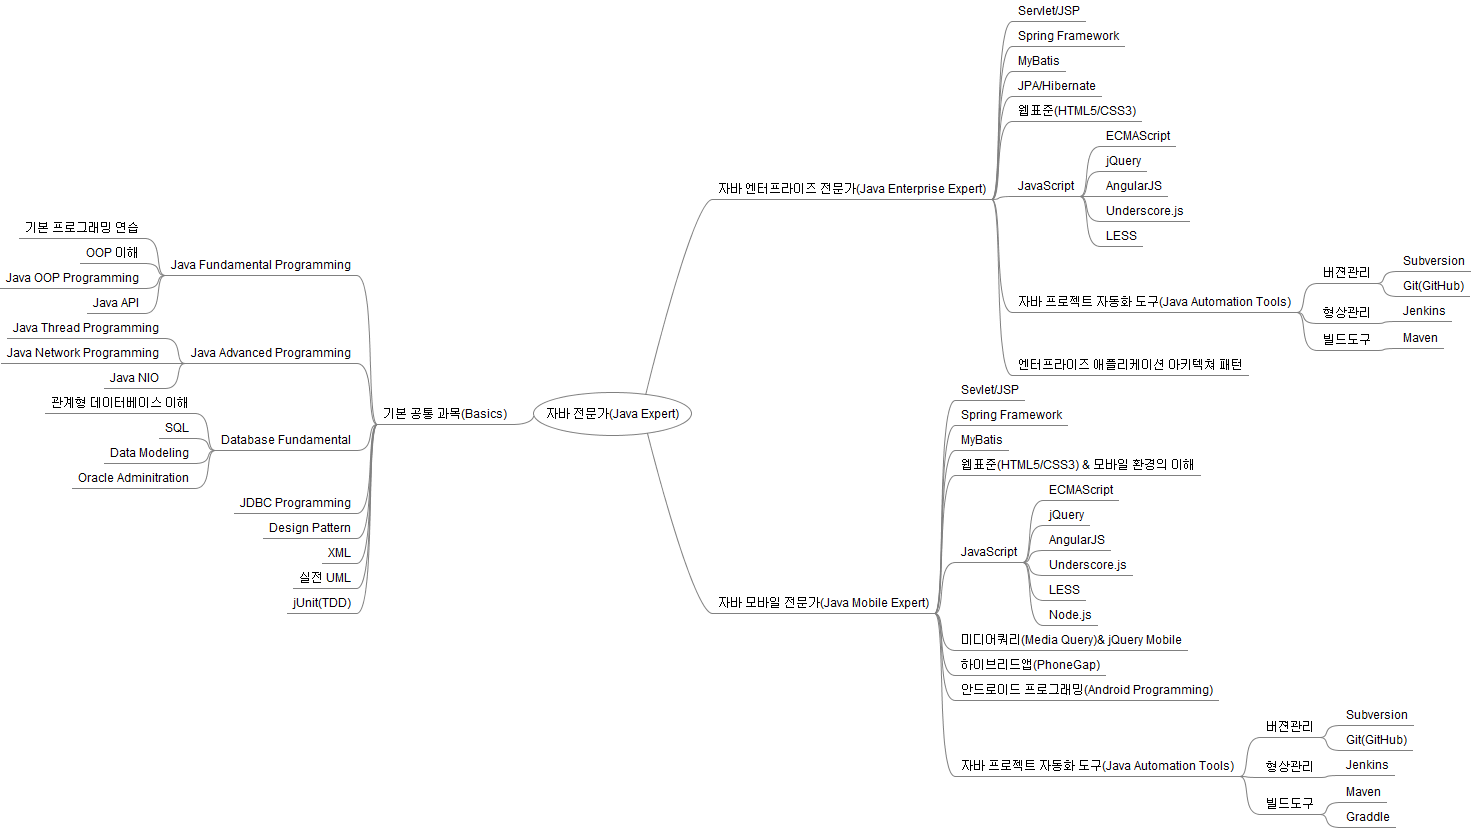 자바 전문가(Java Expert)
기본 공통 과목(Basics)
Java Fundamental Programming
기본 프로그래밍 연습
OOP 이해
Java OOP Programming
Java API
Java Advanced Programming
Java Thread Programming
Java Network Programming
Java NIO
Database Fundamental
관계형 데이터베이스 이해
SQL
Data Modeling
Oracle Adminitration
JDBC Programming
Design Pattern
XML
실전 UML
jUnit(TDD)
자바 엔터프라이즈 전문가(Java Enterprise Expert)
Servlet/JSP
Spring Framework
MyBatis
JPA/Hibernate
웹표준(HTML5/CSS3)
JavaScript
ECMAScript
jQuery
AngularJS
Underscore.js
LESS
자바 프로젝트 자동화 도구(Java Automation Tools)
버젼관리
Subversion
Git(GitHub)
형상관리
Jenkins
빌드도구
Maven
엔터프라이즈 애플리케이션 아키텍쳐 패턴
자바 모바일 전문가(Java Mobile Expert)
Sevlet/JSP
Spring Framework
MyBatis
웹표준(HTML5/CSS3) & 모바일 환경의 이해
JavaScript
ECMAScript
jQuery
AngularJS
Underscore.js
LESS
Node.js
미디어쿼리(Media Query)& jQuery Mobile
하이브리드앱(PhoneGap)
안드로이드 프로그래밍(Android Programming)
자바 프로젝트 자동화 도구(Java Automation Tools)
버젼관리
Subversion
Git(GitHub)
형상관리
Jenkins
빌드도구
Maven
Graddle